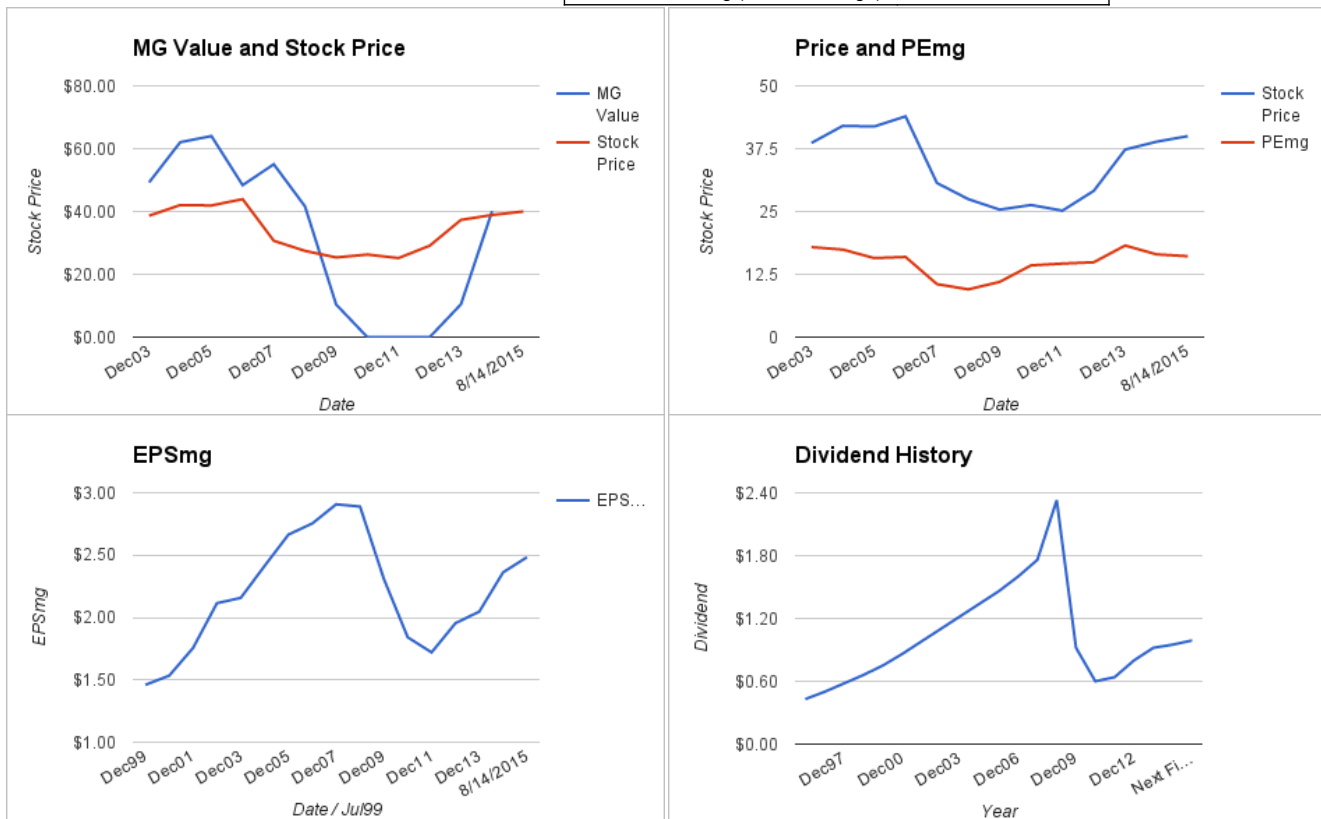 MG Value and Stock Price
$80.00
$60.00
$40.00
$20.00
$0.00
Stock Price
Dec03
Dec05
Dec07
Dec09
Dec11
Dec13
8/14/2015
Date
MG
Value
Stock
Price
Price and PEmg
50
37.5
25
12.5
0
Stock Price
Dec03
Dec05
Dec07
Dec09
Dec11
Dec13
8/14/2015
Date
Stock
Price
PEmg
EPSmg
$3.00
$2.50
$2.00
$1.50
$1.00
EPSmg
Dec99
Dec01
Dec03
Dec05
Dec07
Dec09
Dec11
Dec13
8/14/2015
Date / Jul99
EPS...
Dividend History
$2.40
$1.80
$1.20
$0.60
$0.00
Dividend
Dec97
Dec00
Dec03
Dec06
Dec09
Dec12
Next Fi...
Year